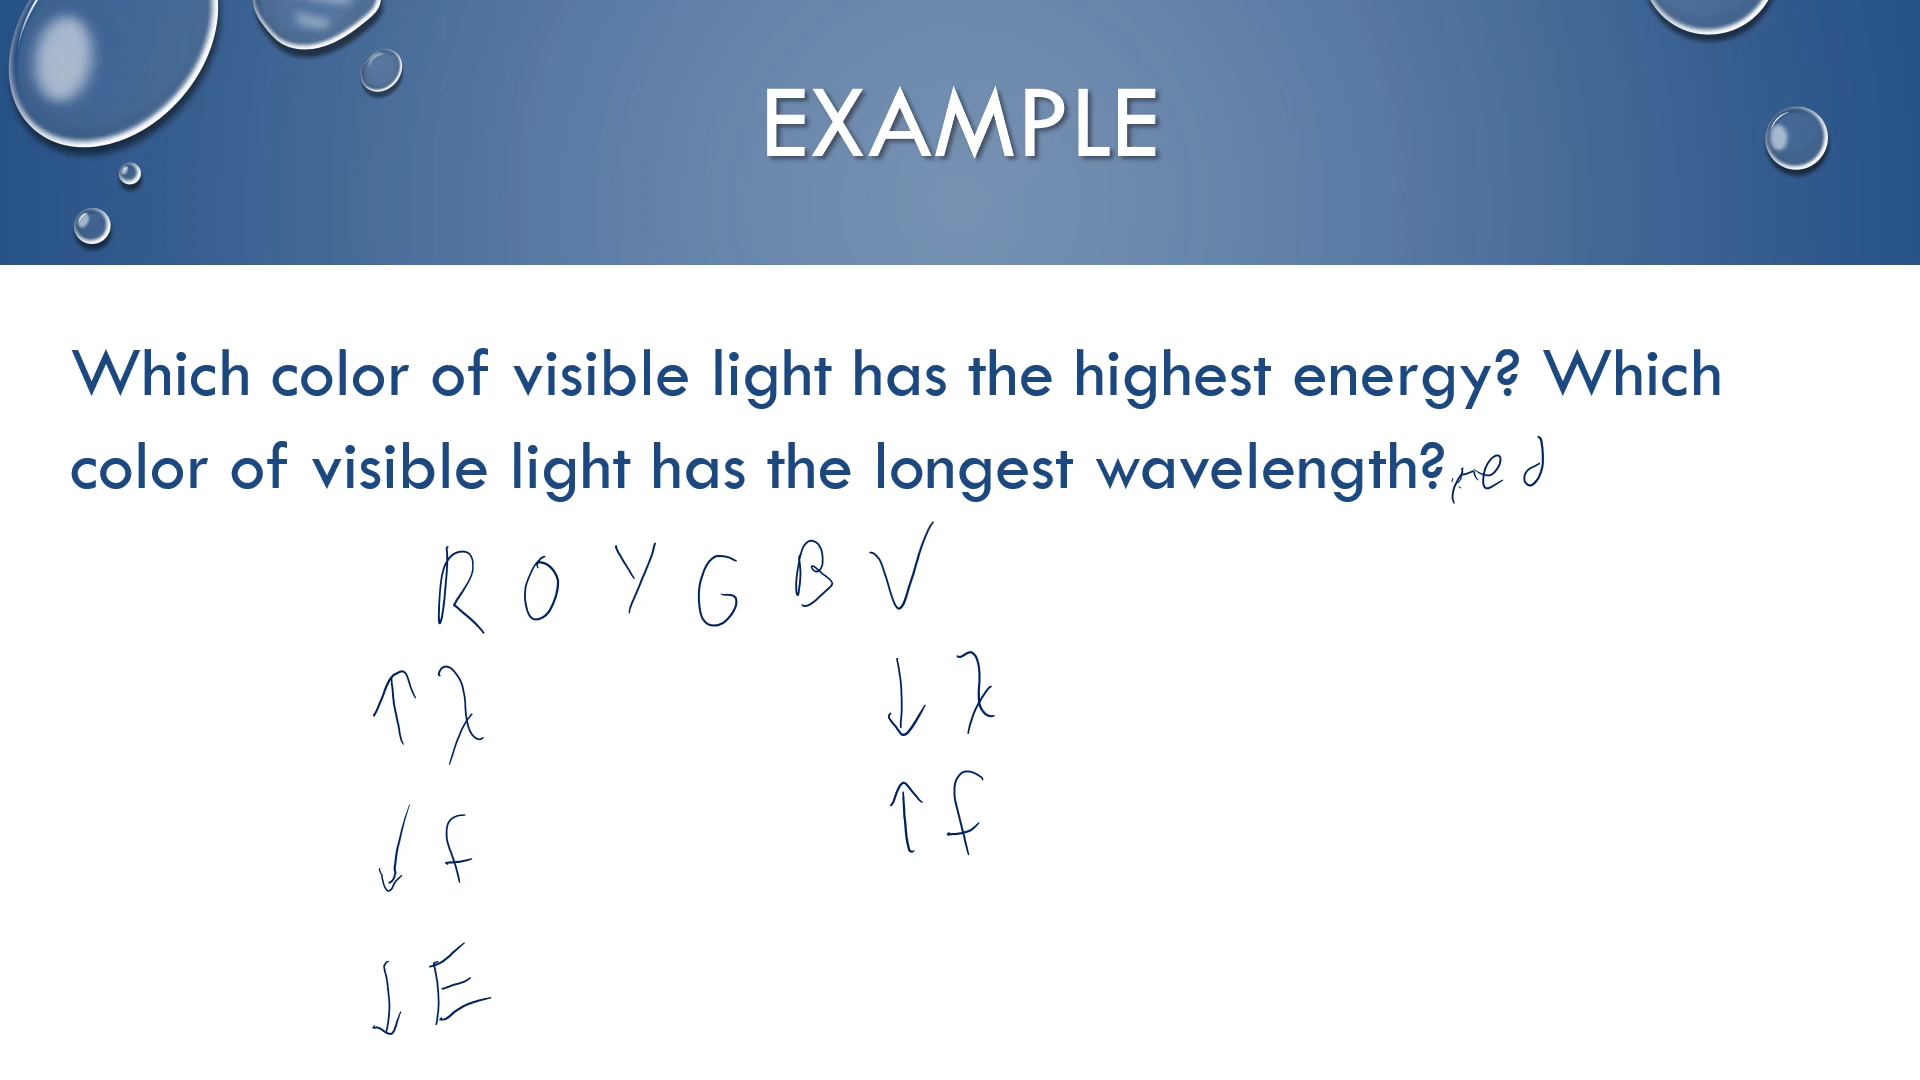 EXAMPLE
Which color of visible light has the highest energy? Which
color of visible light has the longest wavelength? red
R O Y G B V
↑ λ ↓ λ
↓ f ↑ f
↓ E